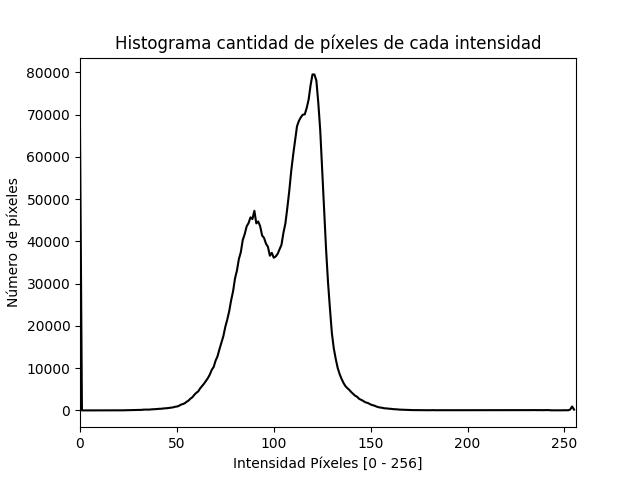 Histograma cantidad de píxeles de cada intensidad
80000
70000
60000
50000
40000
30000
20000
10000
0
Número de píxeles
0 50 100 150 200 250
Intensidad Píxeles [0 - 256]